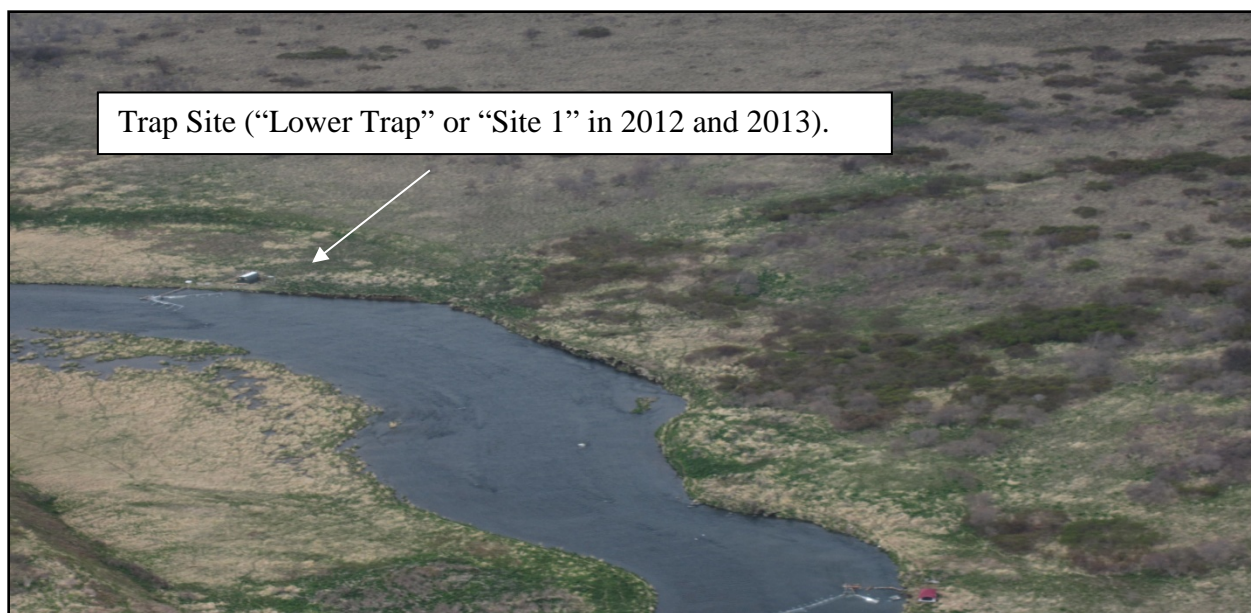 Trap Site (“Lower Trap” or “Site 1” in 2012 and 2013).